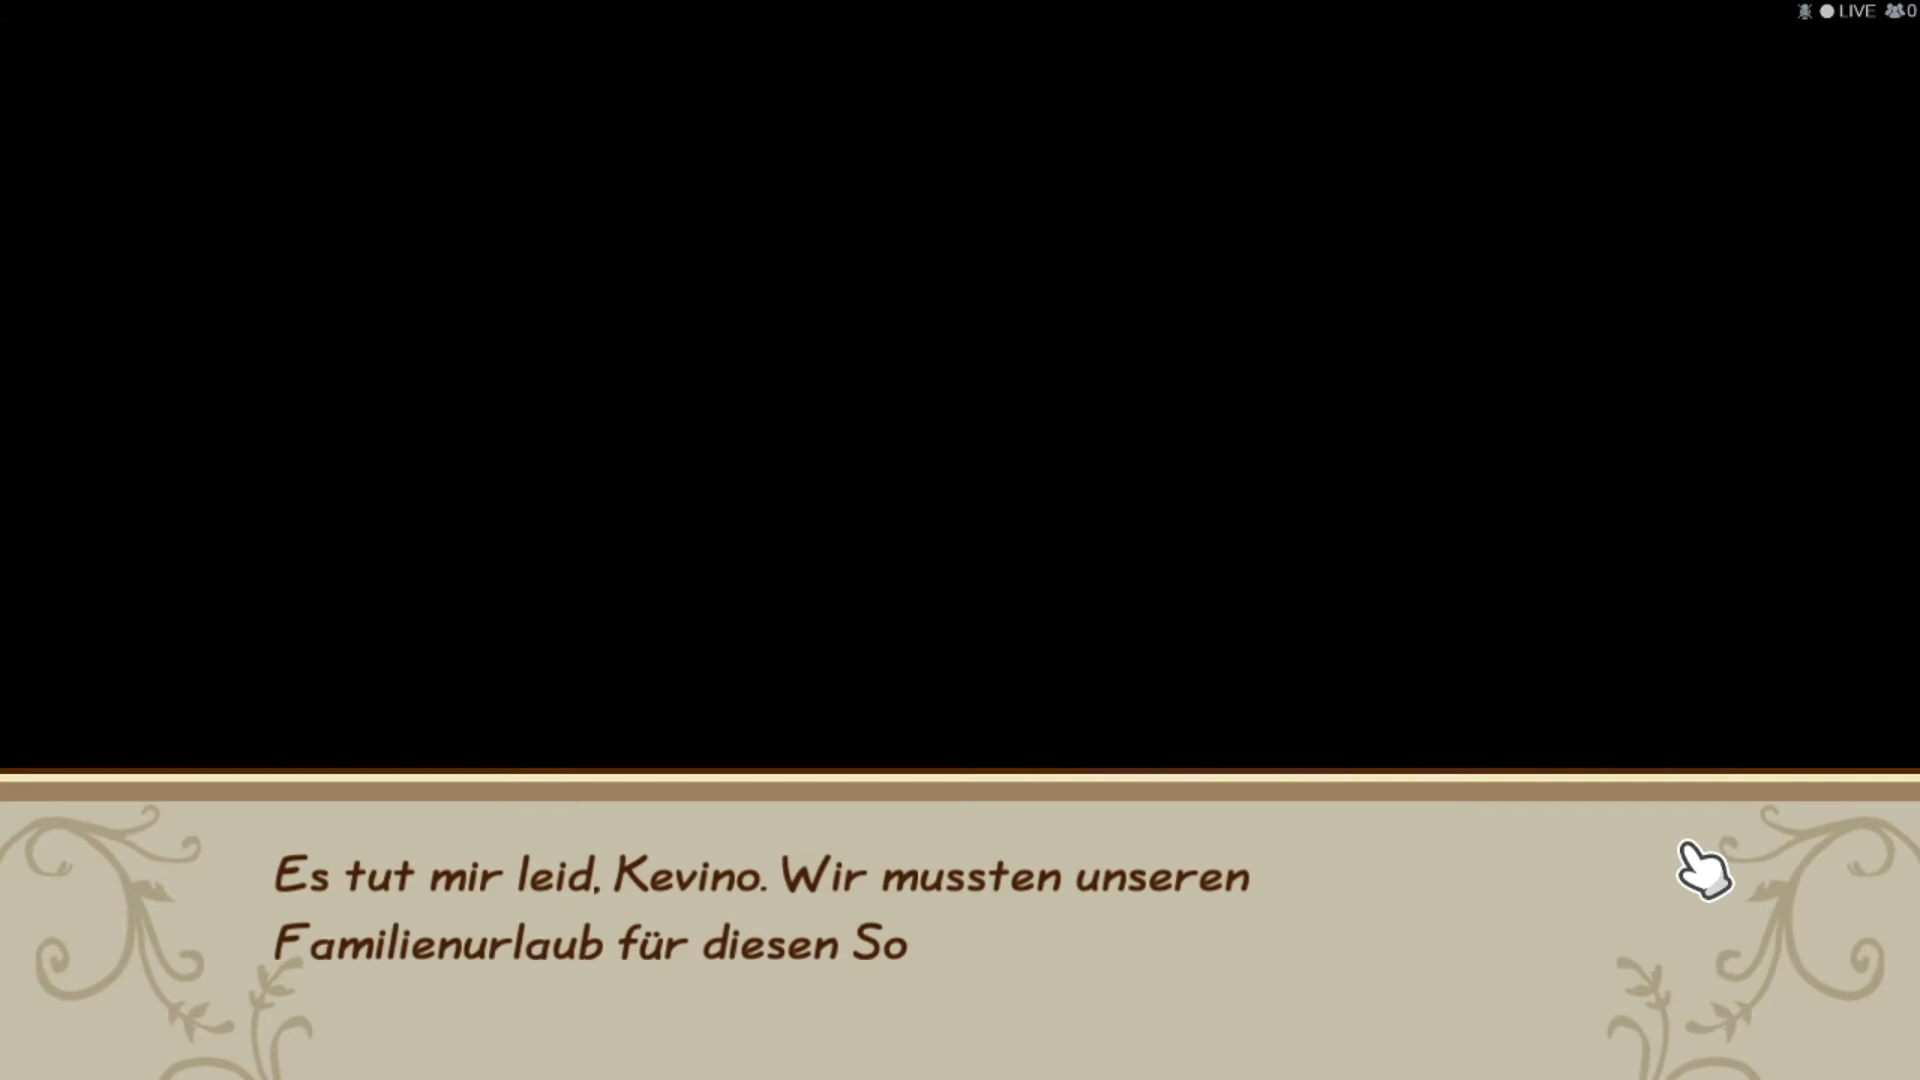 LIVE 0
Es tut mir leid, Kevino. Wir mussten unseren
Familienurlaub für diesen So